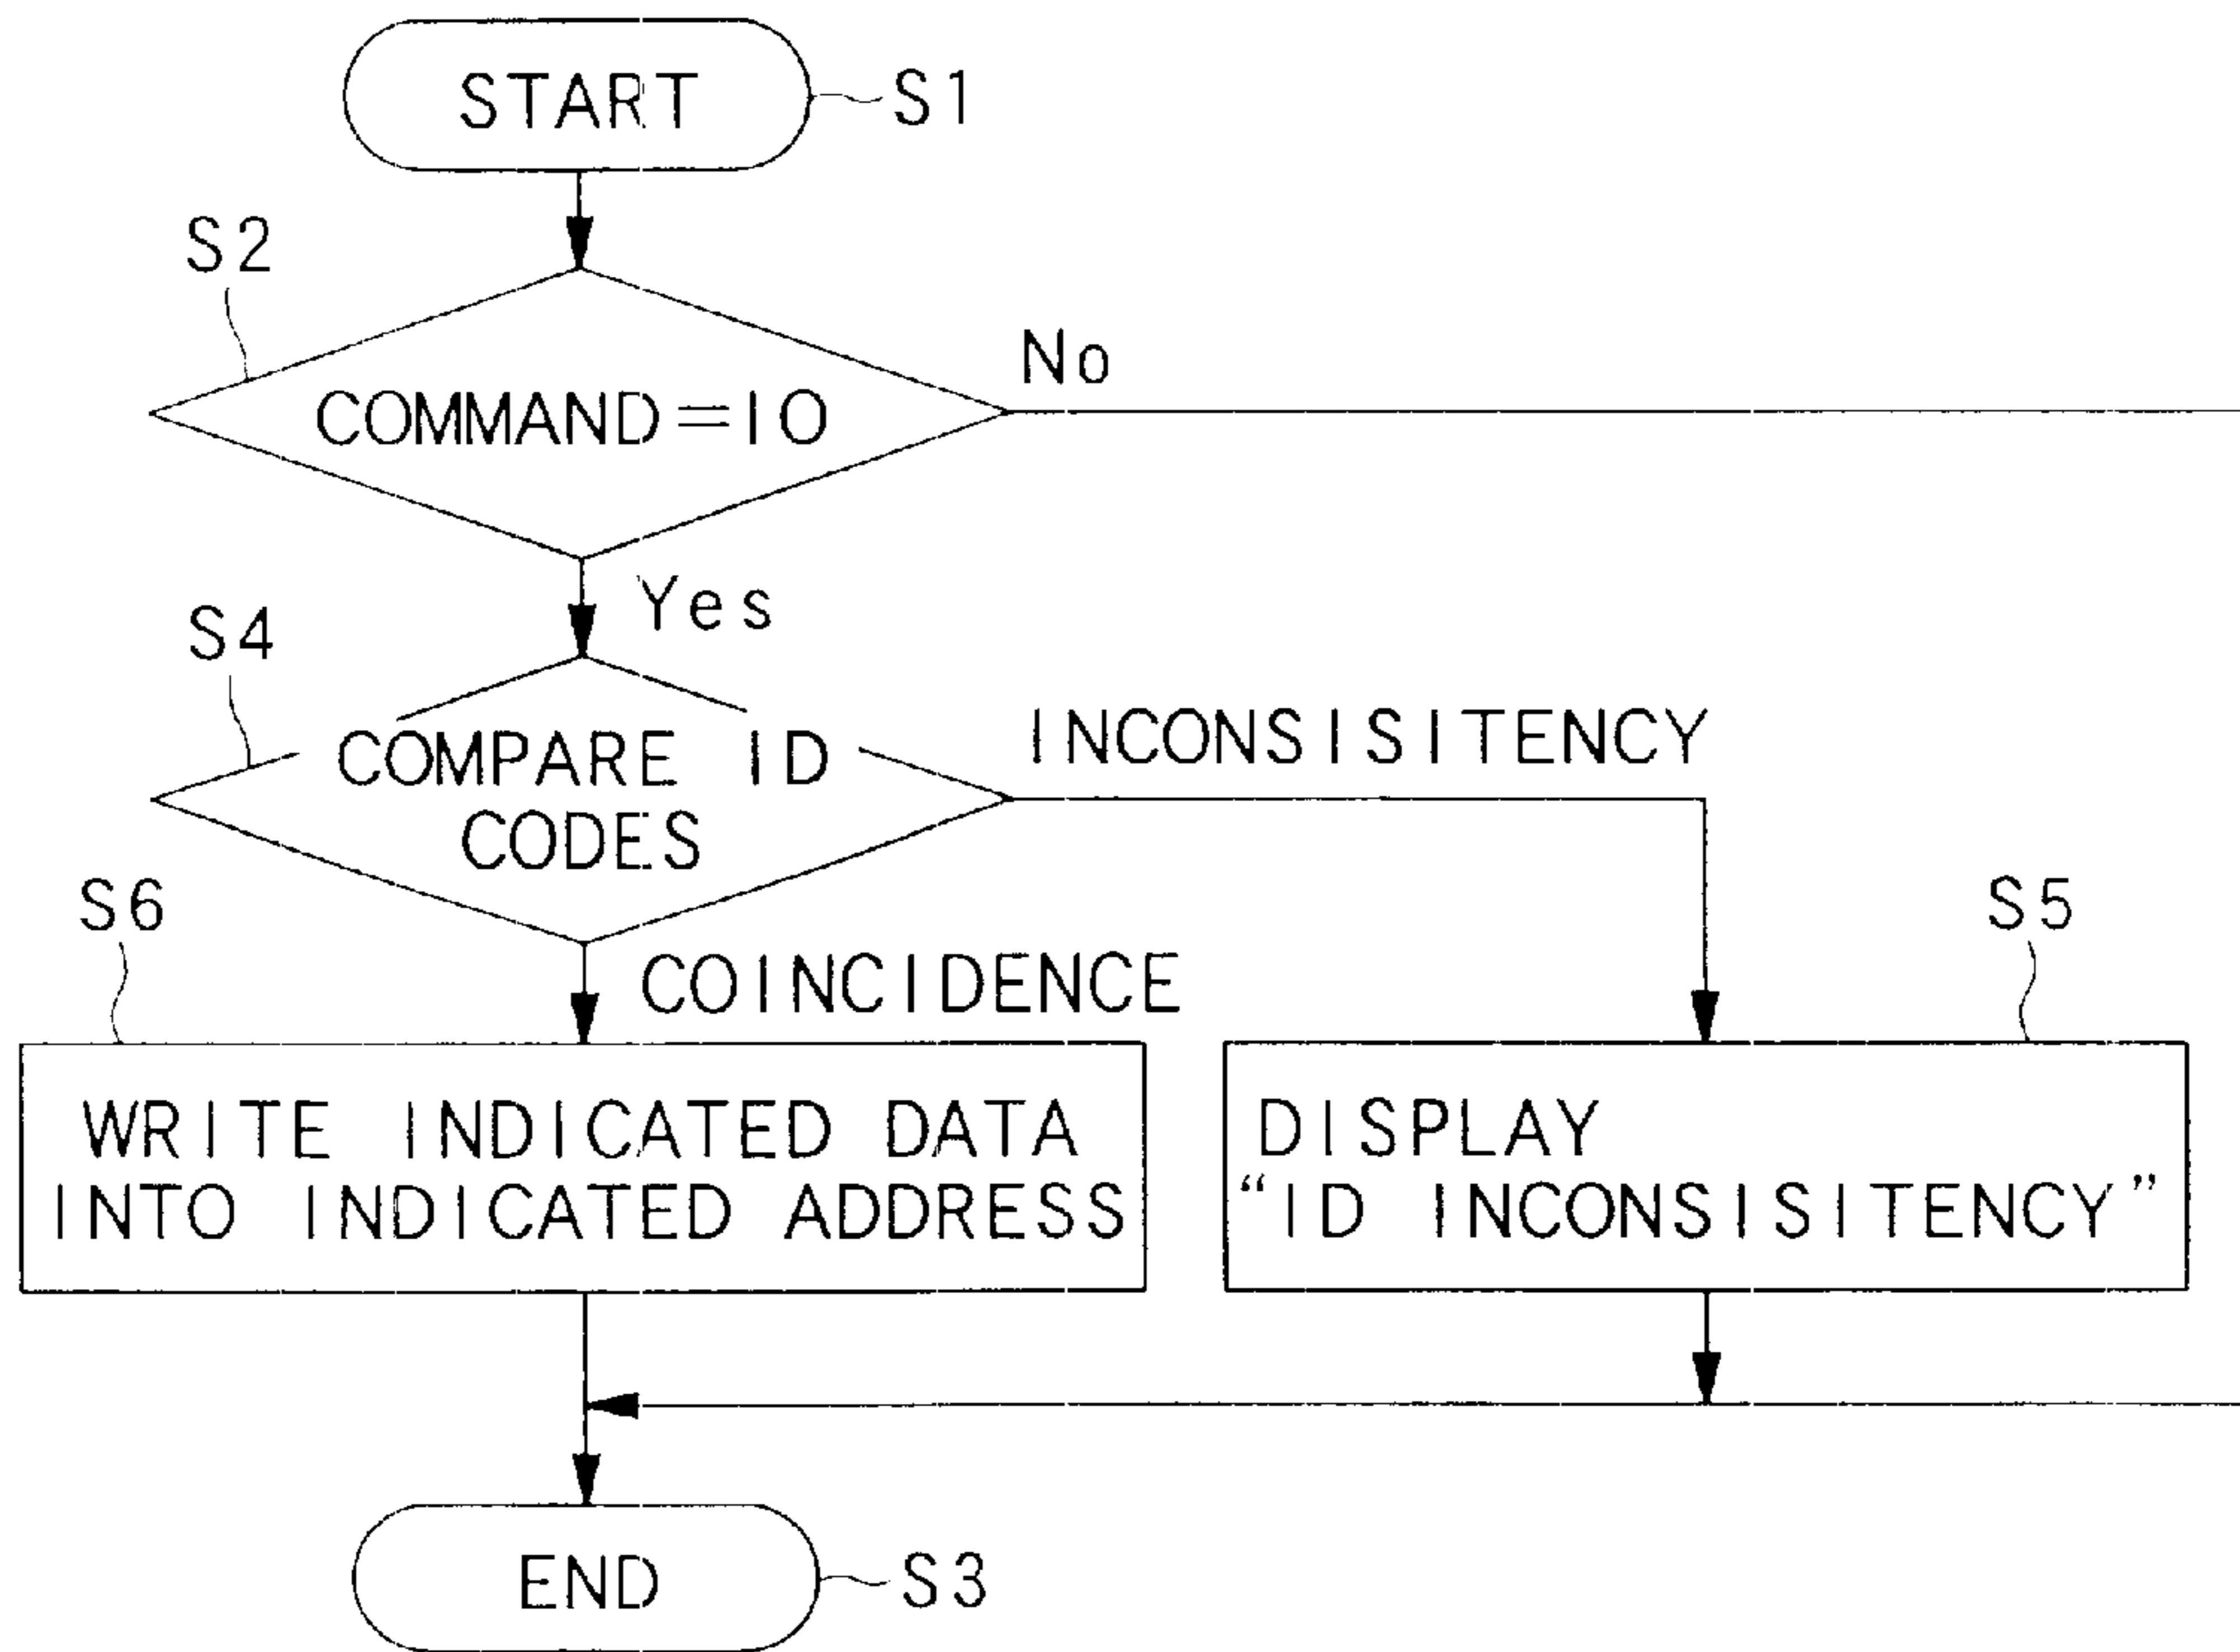 START
S1
S2
COMMAND=IO
No
Yes
S4
COMPARE ID
CODES
INCONSISITENCY
S6
COINCIDENCE
S5
WRITE INDICATED DATA
INTO INDICATED ADDRESS
DISPLAY
“ID INCONSISITENCY”
END
S3